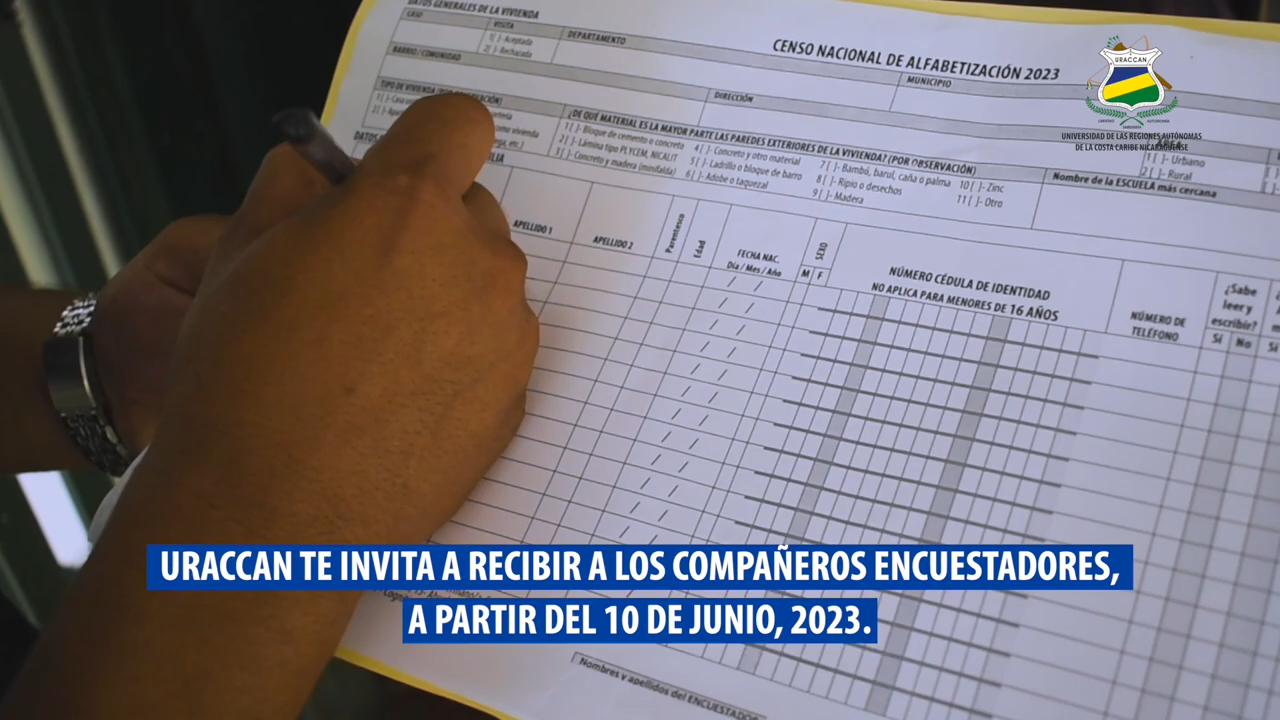 DATOS GENERALES DE LA VIVIENDA
CASO
VISITA
1( )- Aceptada
2( )- Rechazada
DEPARTAMENTO
CENSO NACIONAL DE ALFABETIZACIÓN 2023
MUNICIPIO
BARRIO / COMUNIDAD
DIRECCIÓN
URACCAN
UNIVERSIDAD DE LAS REGIONES AUTÓNOMAS
DE LA COSTA CARIBE NICARAGÜENSE
TIPO DE VIVIENDA
¿DE QUÉ MATERIAL ES LA MAYOR PARTE LAS PAREDES EXTERIORES DE LA VIVIENDA? (POR OBSERVACIÓN)
1 ( )- Bloque de cemento o concreto
2 ( )- Lámina tipo PLYCEM, NICALIT
3 ( )- Concreto y madera (minifalda)
4 ( )- Concreto y otro material
5 ( )- Ladrillo o bloque de barro
6 ( )- Adobe o taquezal
7 ( )- Bambú, barul, caña o palma
8 ( )- Ripio o desechos
9 ( )- Madera
10 ( )- Zinc
11 ( )- Otro
1 ( )- Urbano
2 ( )- Rural
Nombre de la ESCUELA más cercana
APELLIDO 1
APELLIDO 2
Parentesco
Edad
FECHA NAC.
Día / Mes / Año
SEXO
M F
NÚMERO CÉDULA DE IDENTIDAD
NO APLICA PARA MENORES DE 16 AÑOS
NÚMERO DE
TELÉFONO
¿Sabe
leer y
escribir?
Sí No
Sí
URACCAN TE INVITA A RECIBIR A LOS COMPAÑEROS ENCUESTADORES,
A PARTIR DEL 10 DE JUNIO, 2023.
Nombres y apellidos del ENCUESTADOR